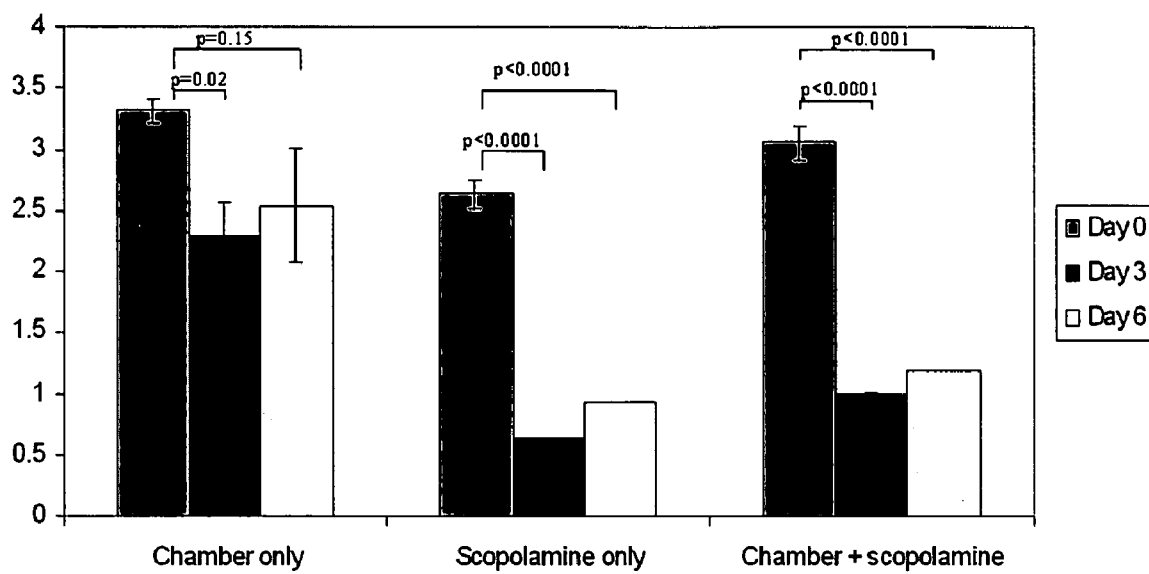 4
3.5
3
2.5
2
1.5
1
0.5
0
p=0.15
p=0.02
p<0.0001
p<0.0001
p<0.0001
p<0.0001
Chamber only
Scopolamine only
Chamber + scopolamine
Day 0
Day 3
Day 6